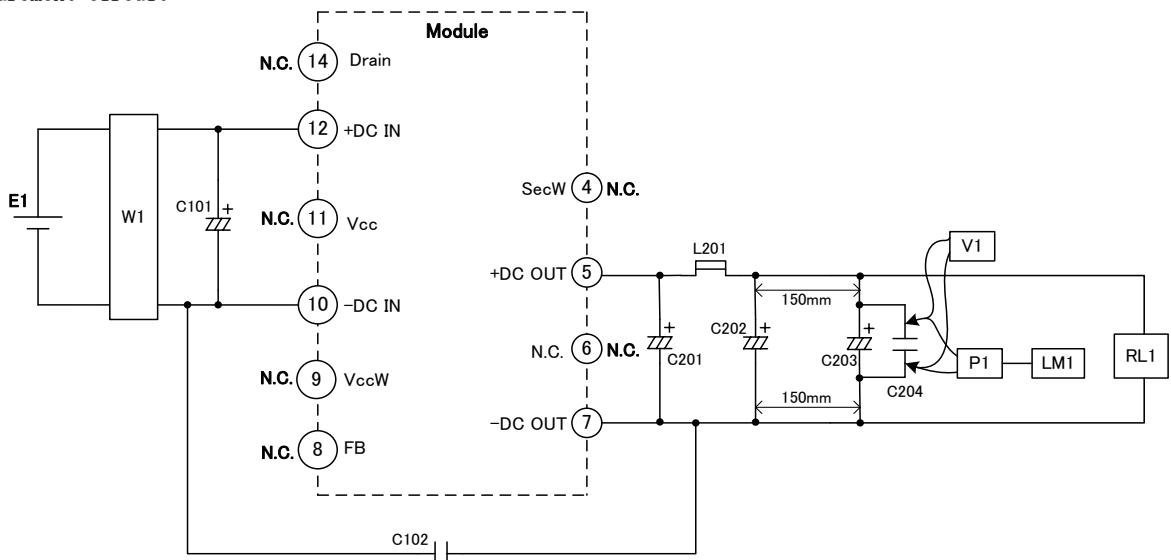 Module
N.C. 14 Drain
12 +DC IN
SecW 4 N.C.
E1
W1
C101 +
N.C. 11 Vcc
V1
L201
+DC OUT 5
10 -DC IN
150mm
N.C. 6 N.C.
+
C201
C202 +
+
C203
C204
P1
LM1
RL1
N.C. 9 VccW
150mm
-DC OUT 7
N.C. 8 FB
C102